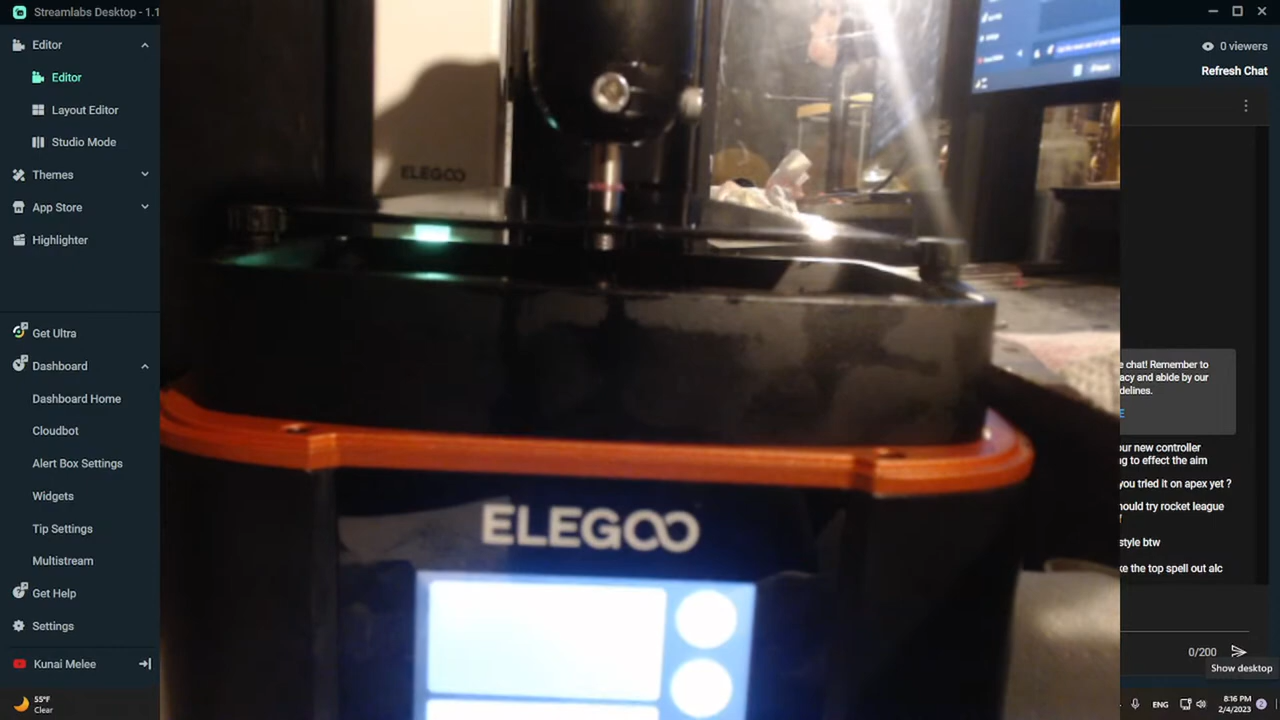 Streamlabs Desktop - 1.1
Editor
Editor
Layout Editor
Studio Mode
Themes
App Store
Highlighter
Get Ultra
Dashboard
Dashboard Home
Cloudbot
Alert Box Settings
Widgets
Tip Settings
Multistream
Get Help
Settings
Kunai Melee
55°F
Clear
ELEGOO
ELEGOO
0 viewers
Refresh Chat
e chat! Remember to
acy and abide by our
delines.
E
our new controller
ng to effect the aim
you tried it on apex yet ?
hould try rocket league
style btw
ke the top spell out alc
0/200
Show desktop
ENG
8:16 PM
2/4/2023
2